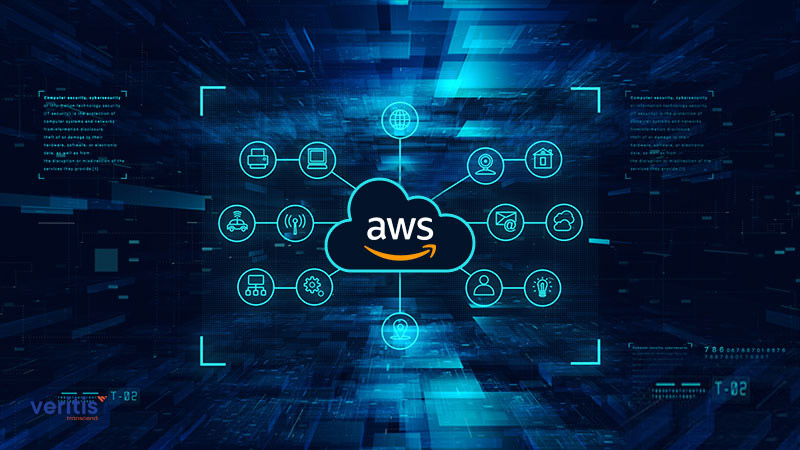 Computer security, cybersecurity
or information technology security
(IT security) is the protection of
computer systems and networks
from information disclosure
theft of or damage to their
hardware, software, or electronic
data, as well as from
the disruption or misdirection of the
services they provide.[1]
Computer security, cybersecurity
or information technology security
(IT security) is the protection of
computer systems and networks
from information disclosure
theft of or damage to their
hardware, software, or electronic
data, as well as from
the disruption or misdirection of the
services they provide.[1]
aws
@
T-02
veritis
transcend
T-02